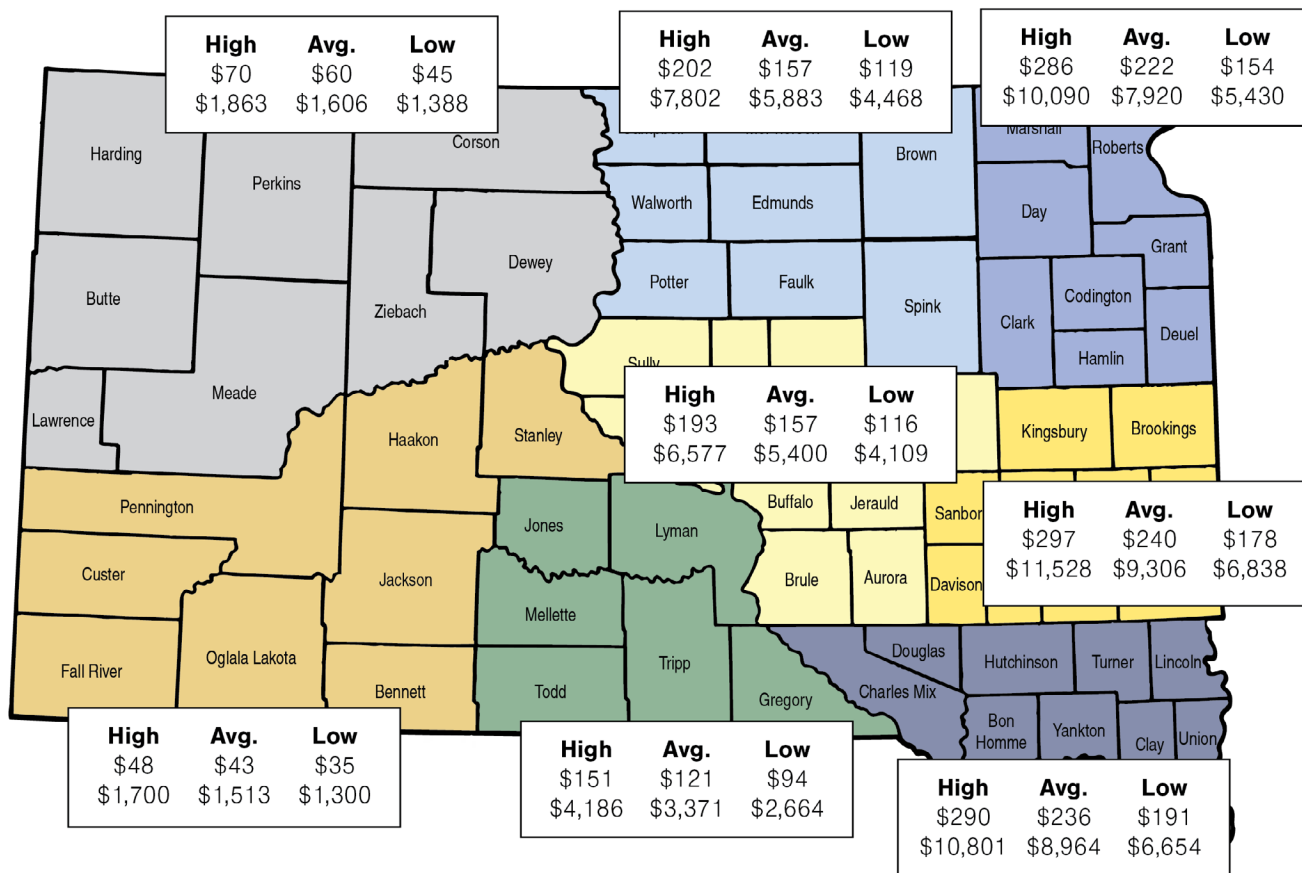 High Avg. Low
$70 $60 $45
$1,863 $1,606 $1,388
High Avg. Low
$202 $157 $119
$7,802 $5,883 $4,468
High Avg. Low
$286 $222 $154
$10,090 $7,920 $5,430
Harding
Perkins
Corson
Brown
Marshall
Roberts
Walworth
Edmunds
Day
Grant
Butte
Dewey
Potter
Faulk
Spink
Ziebach
Clark
Codington
Deuel
Hamlin
Sully
Meade
Lawrence
High Avg. Low
$193 $157 $116
$6,577 $5,400 $4,109
Haakon
Stanley
Kingsbury
Brookings
Pennington
Jones
Lyman
Buffalo
Jerauld
Sanbor
High Avg. Low
$297 $240 $178
$11,528 $9,306 $6,838
Custer
Jackson
Brule
Aurora
Davison
Mellette
Fall River
Oglala Lakota
Bennett
Todd
Tripp
Gregory
Charles Mix
Douglas
Hutchinson
Turner
Lincoln
Bon
Homme
Yankton
Clay
Union
High Avg. Low
$48 $43 $35
$1,700 $1,513 $1,300
High Avg. Low
$151 $121 $94
$4,186 $3,371 $2,664
High Avg. Low
$290 $236 $191
$10,801 $8,964 $6,654